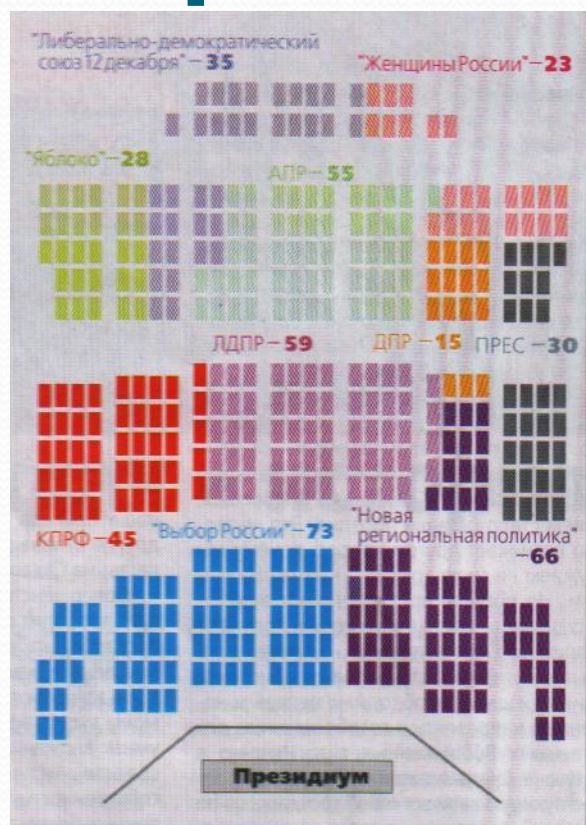 "Либерально-демократический
союз 12 декабря" – 35
"Женщины России" – 23
"Яблоко" – 28
АПР – 55
ЛДПР – 59
ДПР – 15
ПРЕС – 30
КПРФ – 45
"Выбор России" – 73
"Новая
региональная политика"
– 66
Президиум